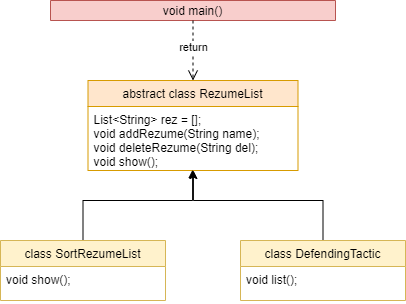 void main()
return
abstract class RezumeList
List<String> rez = [];
void addRezume(String name);
void deleteRezume(String del);
void show();
class SortRezumeList
void show();
class DefendingTactic
void list();